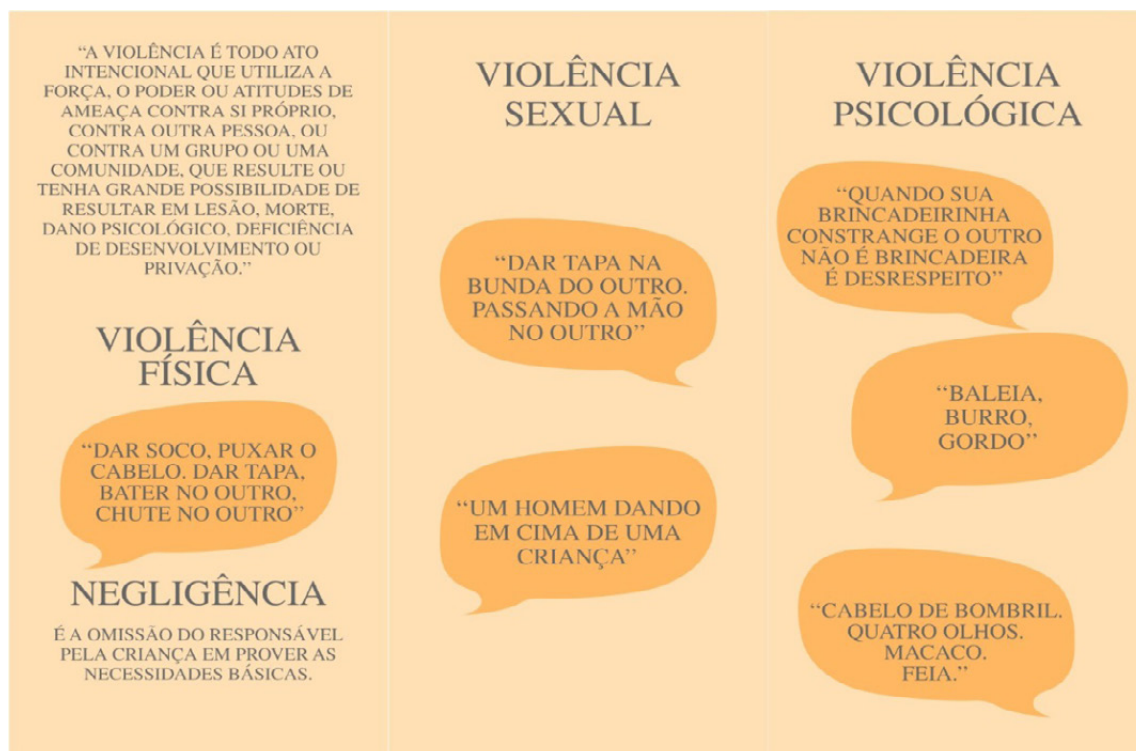 “A VIOLÊNCIA É TODO ATO
INTENCIONAL QUE UTILIZA A
FORÇA, O PODER OU ATITUDES DE
AMEAÇA CONTRA SI PRÓPRIO,
CONTRA OUTRA PESSOA, OU
CONTRA UM GRUPO OU UMA
COMUNIDADE, QUE RESULTE OU
TENHA GRANDE POSSIBILIDADE DE
RESULTAR EM LESÃO, MORTE,
DANO PSICOLÓGICO, DEFICIÊNCIA
DE DESENVOLVIMENTO OU
PRIVAÇÃO.”
VIOLÊNCIA
FÍSICA
“DAR SOCO, PUXAR O
CABELO. DAR TAPA,
BATER NO OUTRO,
CHUTE NO OUTRO”
NEGLIGÊNCIA
É A OMISSÃO DO RESPONSÁVEL
PELA CRIANÇA EM PROVER AS
NECESSIDADES BÁSICAS.
VIOLÊNCIA
SEXUAL
“DAR TAPA NA
BUNDA DO OUTRO.
PASSANDO A MÃO
NO OUTRO”
“UM HOMEM DANDO
EM CIMA DE UMA
CRIANÇA”
VIOLÊNCIA
PSICOLÓGICA
“QUANDO SUA
BRINCADEIRINHA
CONSTRANGE O OUTRO
NÃO É BRINCADEIRA
É DESRESPEITO”
“BALEIA,
BURRO,
GORDO”
“CABELO DE BOMBRIL.
QUATRO OLHOS.
MACACO.
FEIA.”